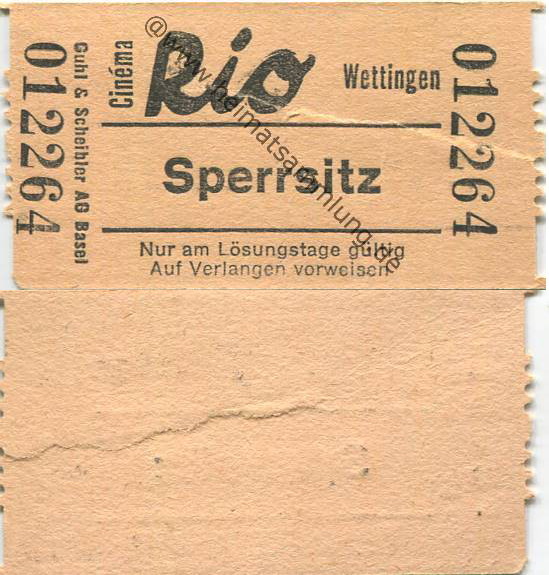 012264
Guhl & Scheibler AG Basel
Cinéma
Rio
Wettingen
Sperrsitz
Nur am Lösungstage gültig
Auf Verlangen vorweisen
012264
@www.heimatsammlung.de